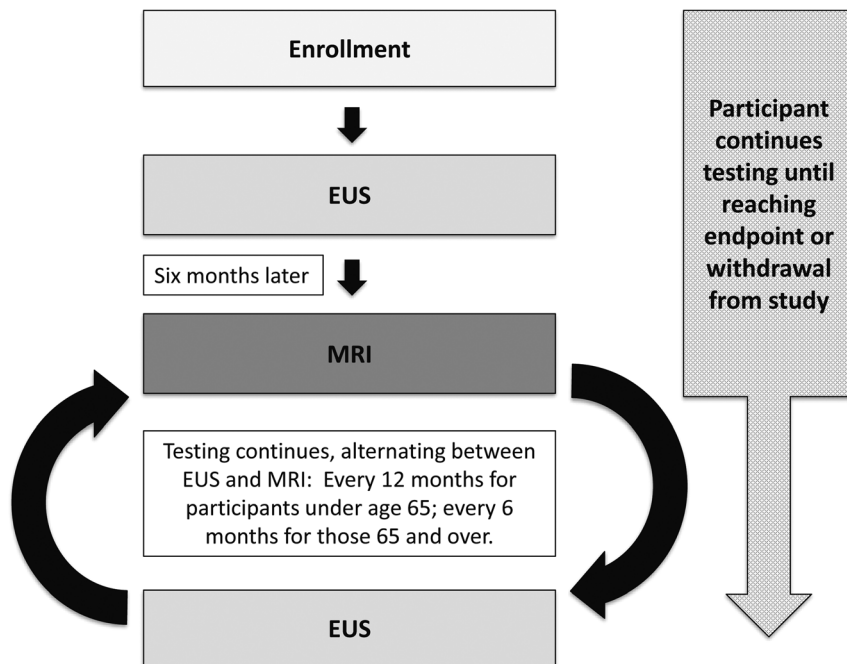 Enrollment
EUS
Six months later
MRI
Testing continues, alternating between
EUS and MRI:  Every 12 months for
participants under age 65; every 6
months for those 65 and over.
EUS
Participant
continues
testing until
reaching
endpoint or
withdrawal
from study